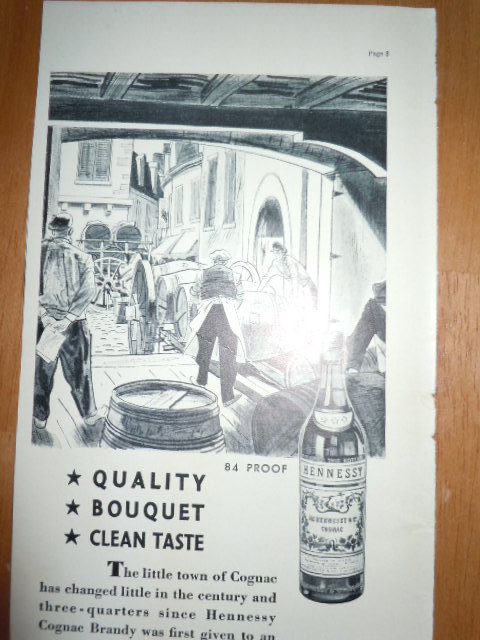 Page 8
84 PROOF
★ QUALITY
★ BOUQUET
★ CLEAN TASTE
HENNESSY
COGNAC
The little town of Cognac
has changed little in the century and
three-quarters since Hennessy
Cognac Brandy was first given to an